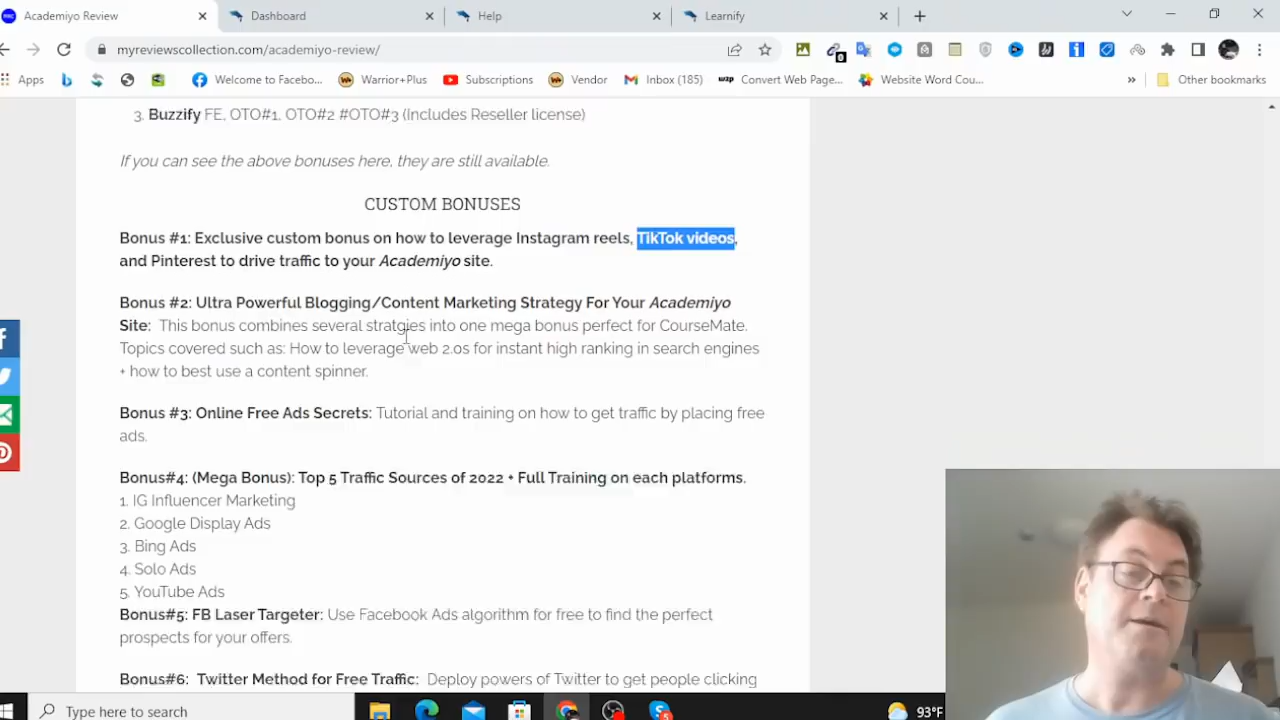 Academiyo Review
Dashboard
Help
Learnify
myreviewscollection.com/academiyo-review/
0
Apps
Welcome to Facebo...
Warrior+Plus
Subscriptions
Vendor
Inbox (185)
Convert Web Page...
Website Word Cou...
Other bookmarks
3. Buzzify FE, OTO#1, OTO#2 #OTO#3 (Includes Reseller license)
If you can see the above bonuses here, they are still available.
CUSTOM BONUSES
Bonus #1: Exclusive custom bonus on how to leverage Instagram reels, TikTok videos,
and Pinterest to drive traffic to your Academiyo site.
Bonus #2: Ultra Powerful Blogging/Content Marketing Strategy For Your Academiyo
Site: This bonus combines several stratgies into one mega bonus perfect for CourseMate.
Topics covered such as: How to leverage web 2.0s for instant high ranking in search engines
+ how to best use a content spinner.
Bonus #3: Online Free Ads Secrets: Tutorial and training on how to get traffic by placing free
ads.
Bonus#4: (Mega Bonus): Top 5 Traffic Sources of 2022 + Full Training on each platforms.
1. IG Influencer Marketing
2. Google Display Ads
3. Bing Ads
4. Solo Ads
5. YouTube Ads
Bonus#5: FB Laser Targeter: Use Facebook Ads algorithm for free to find the perfect
prospects for your offers.
Bonus#6: Twitter Method for Free Traffic: Deploy powers of Twitter to get people clicking
Type here to search
93°F